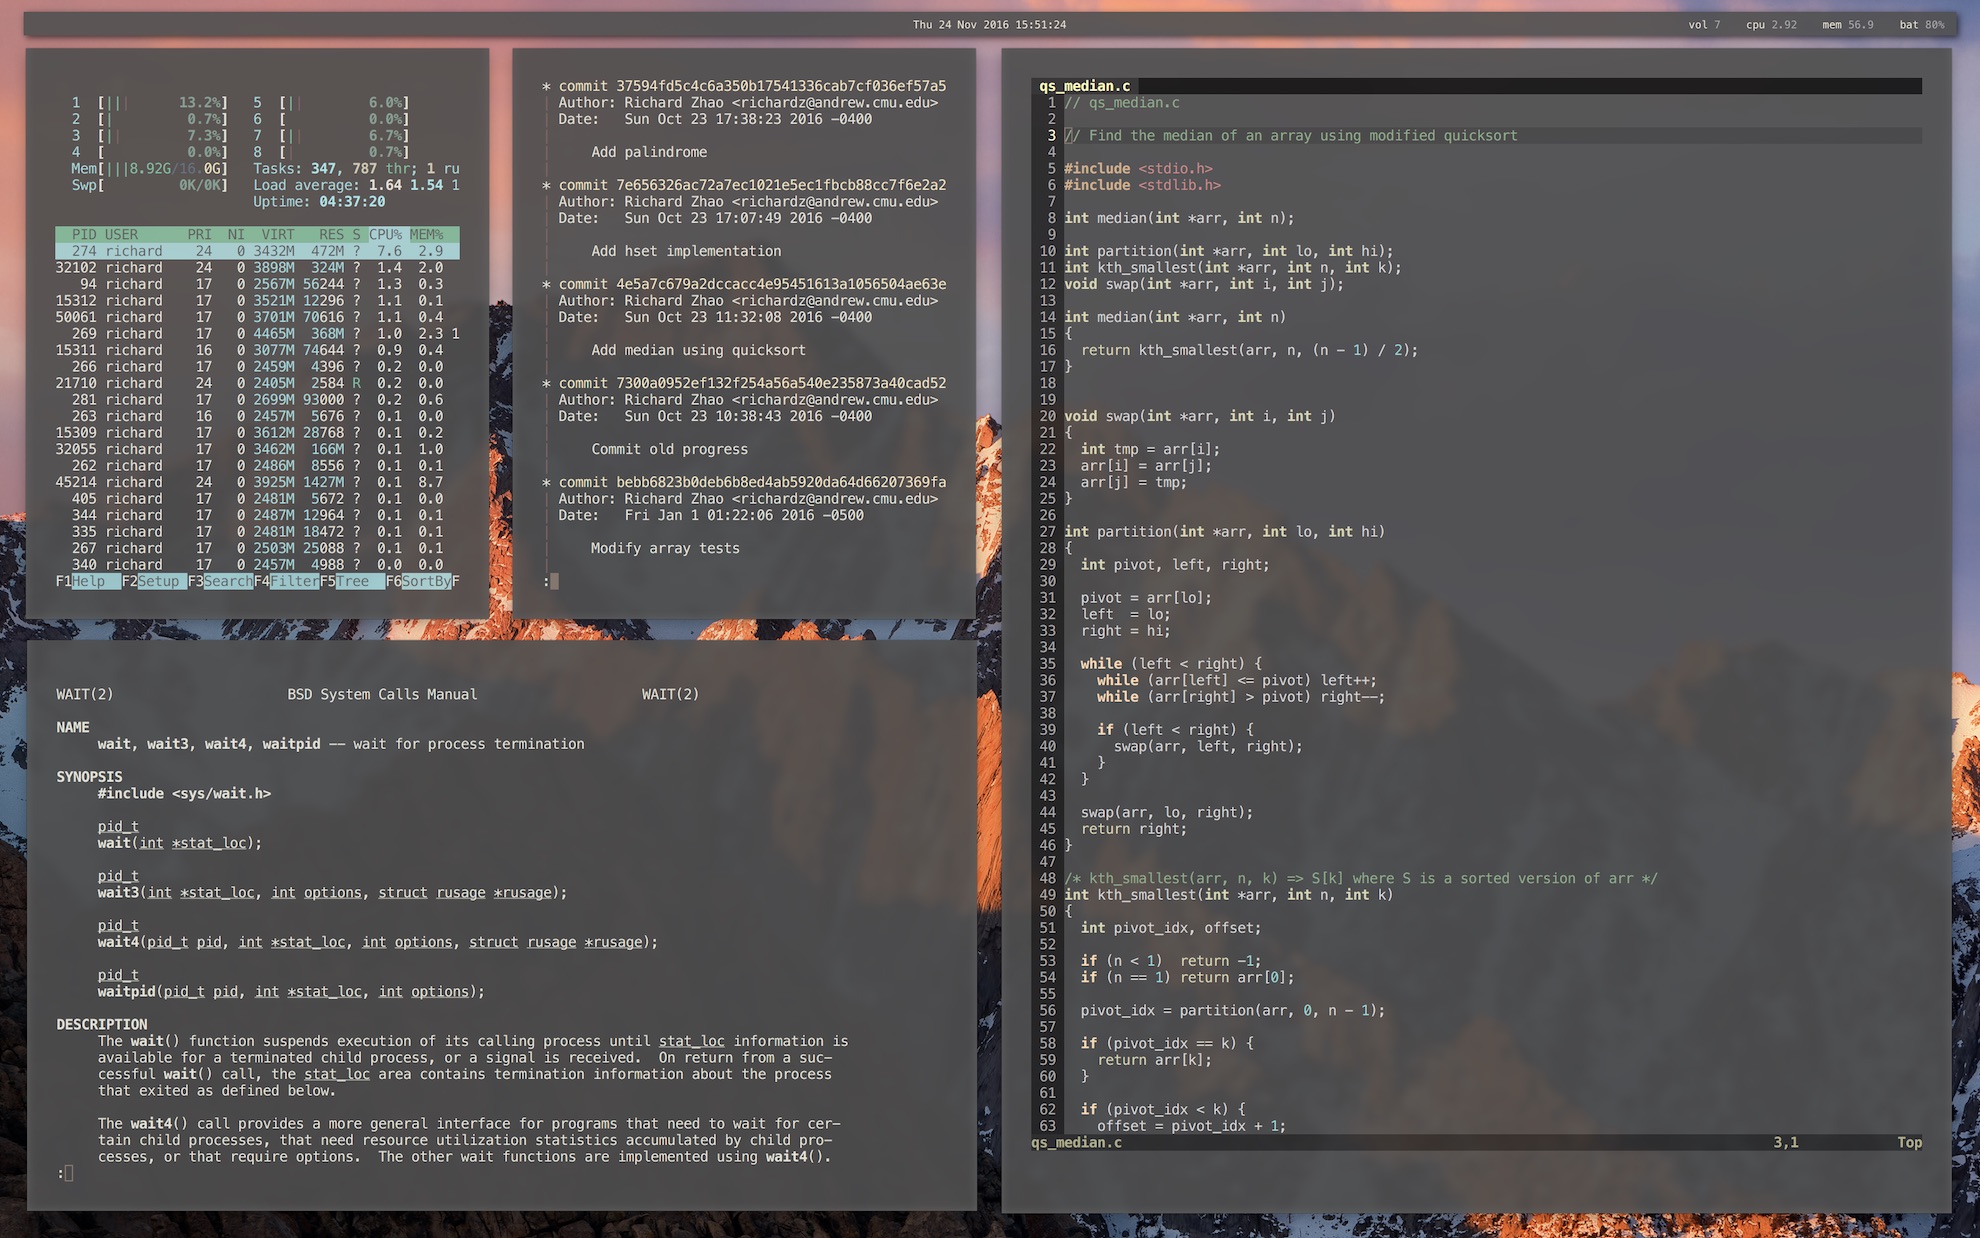 Thu 24 Nov 2016 15:51:24
vol 7 cpu 2.92 mem 56.9 bat 80%
1 [|| 13.2%] 5 [|| 6.0%]
2 [| 0.7%] 6 [ 0.0%]
3 [|| 7.3%] 7 [|| 6.7%]
4 [ 0.0%] 8 [ 0.7%]
Mem[|||8.92G/16.0G] Tasks: 347, 787 thr; 1 ru
Swp[ 0K/0K] Load average: 1.64 1.54 1
Uptime: 04:37:20
PID USER PRI NI VIRT RES S CPU% MEM%
274 richard 24 0 3432M 472M ? 7.6 2.9
32102 richard 24 0 3898M 324M ? 1.4 2.0
94 richard 17 0 2567M 56244 ? 1.3 0.3
15312 richard 17 0 3521M 12296 ? 1.1 0.1
50061 richard 17 0 3701M 70616 ? 1.1 0.4
269 richard 17 0 4465M 368M ? 1.0 2.3 1
15311 richard 16 0 3077M 74644 ? 0.9 0.4
266 richard 17 0 2459M 4396 ? 0.2 0.0
21710 richard 24 0 2405M 2584 R 0.2 0.0
281 richard 17 0 2699M 93000 ? 0.2 0.6
263 richard 16 0 2457M 5676 ? 0.1 0.0
15309 richard 17 0 3612M 28768 ? 0.1 0.2
32055 richard 17 0 3462M 166M ? 0.1 1.0
262 richard 17 0 2486M 8556 ? 0.1 0.1
45214 richard 24 0 3925M 1427M ? 0.1 8.7
405 richard 17 0 2481M 5672 ? 0.1 0.0
344 richard 17 0 2487M 12964 ? 0.1 0.1
335 richard 17 0 2481M 18472 ? 0.1 0.1
267 richard 17 0 2503M 25088 ? 0.1 0.1
340 richard 17 0 2457M 4988 ? 0.0 0.0
F1Help F2Setup F3SearchF4FilterF5Tree F6SortByF
* commit 37594fd5c4c6a350b17541336cab7cf036ef57a5
Author: Richard Zhao <richardz@andrew.cmu.edu>
Date: Sun Oct 23 17:38:23 2016 -0400
Add palindrome
* commit 7e656326ac72a7ec1021e5ec1fbcb88cc7f6e2a2
Author: Richard Zhao <richardz@andrew.cmu.edu>
Date: Sun Oct 23 17:07:49 2016 -0400
Add hset implementation
* commit 4e5a7c679a2dccacc4e95451613a1056504ae63e
Author: Richard Zhao <richardz@andrew.cmu.edu>
Date: Sun Oct 23 11:32:08 2016 -0400
Add median using quicksort
* commit 7300a0952ef132f254a56a540e235873a40cad52
Author: Richard Zhao <richardz@andrew.cmu.edu>
Date: Sun Oct 23 10:38:43 2016 -0400
Commit old progress
* commit bebb6823b0deb6b8ed4ab5920da64d66207369fa
Author: Richard Zhao <richardz@andrew.cmu.edu>
Date: Fri Jan 1 01:22:06 2016 -0500
Modify array tests
:
WAIT(2) BSD System Calls Manual WAIT(2)
NAME
wait, wait3, wait4, waitpid -- wait for process termination
SYNOPSIS
#include <sys/wait.h>
pid_t
wait(int *stat_loc);
pid_t
wait3(int *stat_loc, int options, struct rusage *rusage);
pid_t
wait4(pid_t pid, int *stat_loc, int options, struct rusage *rusage);
pid_t
waitpid(pid_t pid, int *stat_loc, int options);
DESCRIPTION
The wait() function suspends execution of its calling process until stat_loc information is
available for a terminated child process, or a signal is received. On return from a suc-
cessful wait() call, the stat_loc area contains termination information about the process
that exited as defined below.
The wait4() call provides a more general interface for programs that need to wait for cer-
tain child processes, that need resource utilization statistics accumulated by child pro-
cesses, or that require options. The other wait functions are implemented using wait4().
:
qs_median.c
1 // qs_median.c
2
3 // Find the median of an array using modified quicksort
4
5 #include <stdio.h>
6 #include <stdlib.h>
7
8 int median(int *arr, int n);
9
10 int partition(int *arr, int lo, int hi);
11 int kth_smallest(int *arr, int n, int k);
12 void swap(int *arr, int i, int j);
13
14 int median(int *arr, int n)
15 {
16 return kth_smallest(arr, n, (n - 1) / 2);
17 }
18
19
20 void swap(int *arr, int i, int j)
21 {
22 int tmp = arr[i];
23 arr[i] = arr[j];
24 arr[j] = tmp;
25 }
26
27 int partition(int *arr, int lo, int hi)
28 {
29 int pivot, left, right;
30
31 pivot = arr[lo];
32 left = lo;
33 right = hi;
34
35 while (left < right) {
36 while (arr[left] <= pivot) left++;
37 while (arr[right] > pivot) right--;
38
39 if (left < right) {
40 swap(arr, left, right);
41 }
42 }
43
44 swap(arr, lo, right);
45 return right;
46 }
47
48 /* kth_smallest(arr, n, k) => S[k] where S is a sorted version of arr */
49 int kth_smallest(int *arr, int n, int k)
50 {
51 int pivot_idx, offset;
52
53 if (n < 1) return -1;
54 if (n == 1) return arr[0];
55
56 pivot_idx = partition(arr, 0, n - 1);
57
58 if (pivot_idx == k) {
59 return arr[k];
60 }
61
62 if (pivot_idx < k) {
63 offset = pivot_idx + 1;
qs_median.c 3,1 Top